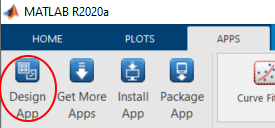 MATLAB R2020a
HOME PLOTS APPS
Design Get More Install Package Curve Fi
App Apps App App